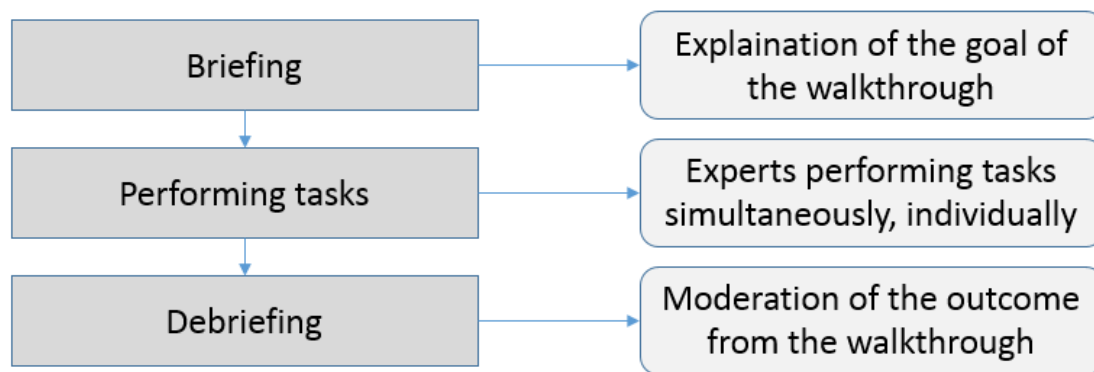 Briefing
Explaination of the goal of
the walkthrough
Performing tasks
Experts performing tasks
simultaneously, individually
Debriefing
Moderation of the outcome
from the walkthrough